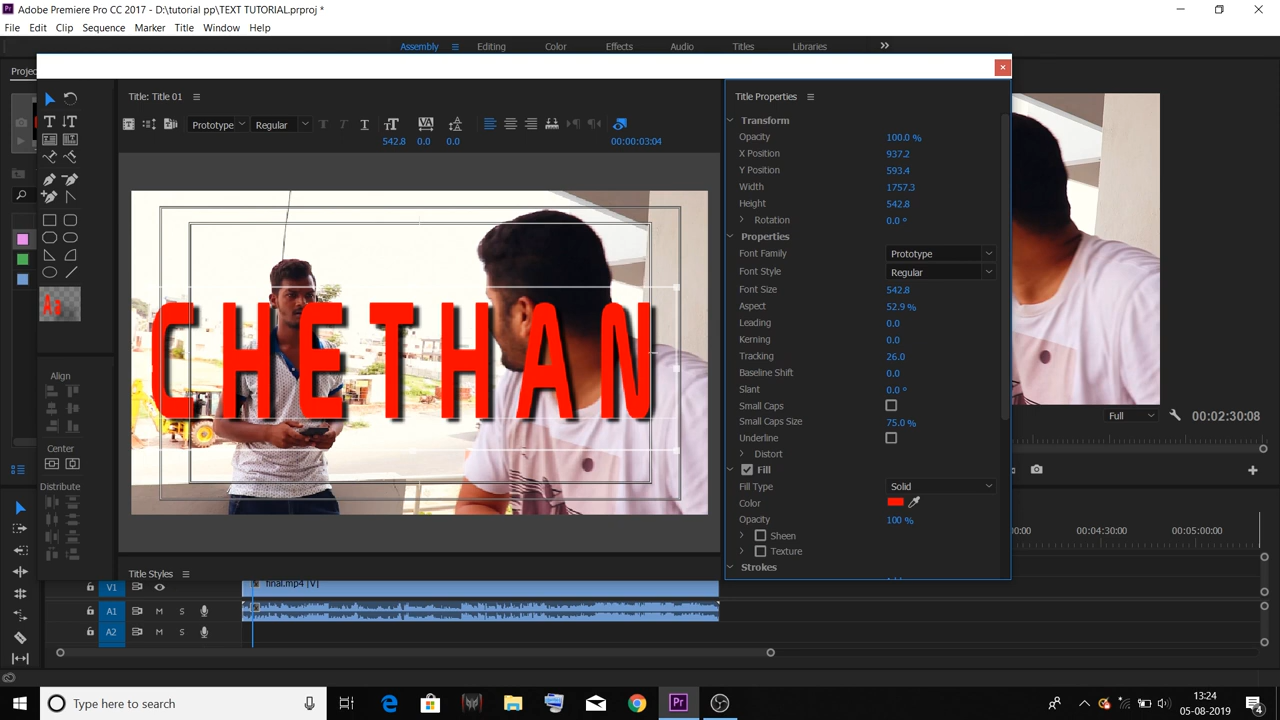 Adobe Premiere Pro CC 2017 - D:\tutorial pp\TEXT TUTORIAL.prproj *
File Edit Clip Sequence Marker Title Window Help
Assembly Editing Color Effects Audio Titles Libraries
Projec
Title: Title 01
Prototype Regular T T T
542.8 0.0 0.0 00:00:03:04
CHETHAN
Align
Center
Distribute
Title Styles
Title Properties
Transform
Opacity 100.0 %
X Position 937.2
Y Position 593.4
Width 1757.3
Height 542.8
Rotation 0.0 °
Properties
Font Family Prototype
Font Style Regular
Font Size 542.8
Aspect 52.9 %
Leading 0.0
Kerning 0.0
Tracking 26.0
Baseline Shift 0.0
Slant 0.0 °
Small Caps
Small Caps Size 75.0 %
Underline
Distort
Fill
Fill Type Solid
Color
Opacity 100 %
Sheen
Texture
Strokes
Full 00:02:30:08
00:00 00:04:30:00 00:05:00:00
V1 final.mp4 [V]
A1 M S
A2 M S
Type here to search
13:24
05-08-2019
4